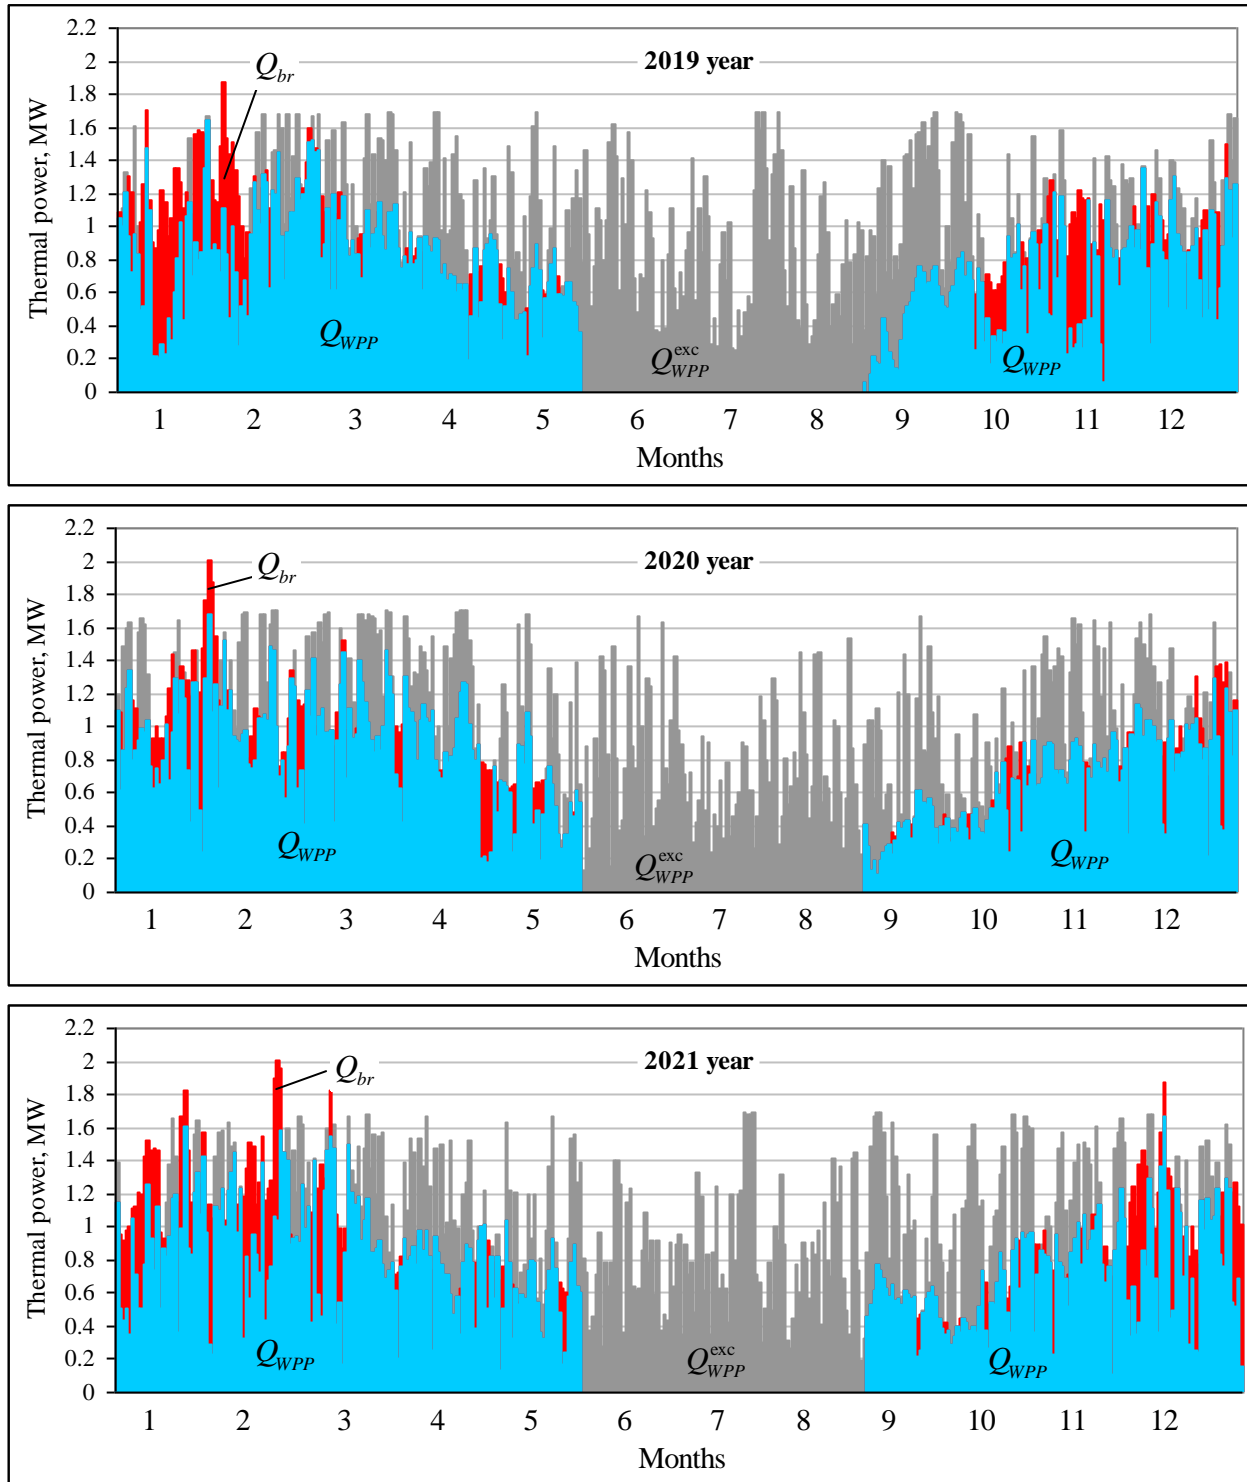 2019 year
Thermal power, MW
2.2
2
1.8
1.6
1.4
1.2
1
0.8
0.6
0.4
0.2
0
Q_br
Q_WPP
Q_WPP^exc
Q_WPP
1 2 3 4 5 6 7 8 9 10 11 12
Months
2020 year
Thermal power, MW
2.2
2
1.8
1.6
1.4
1.2
1
0.8
0.6
0.4
0.2
0
Q_br
Q_WPP
Q_WPP^exc
Q_WPP
1 2 3 4 5 6 7 8 9 10 11 12
Months
2021 year
Thermal power, MW
2.2
2
1.8
1.6
1.4
1.2
1
0.8
0.6
0.4
0.2
0
Q_br
Q_WPP
Q_WPP^exc
Q_WPP
1 2 3 4 5 6 7 8 9 10 11 12
Months